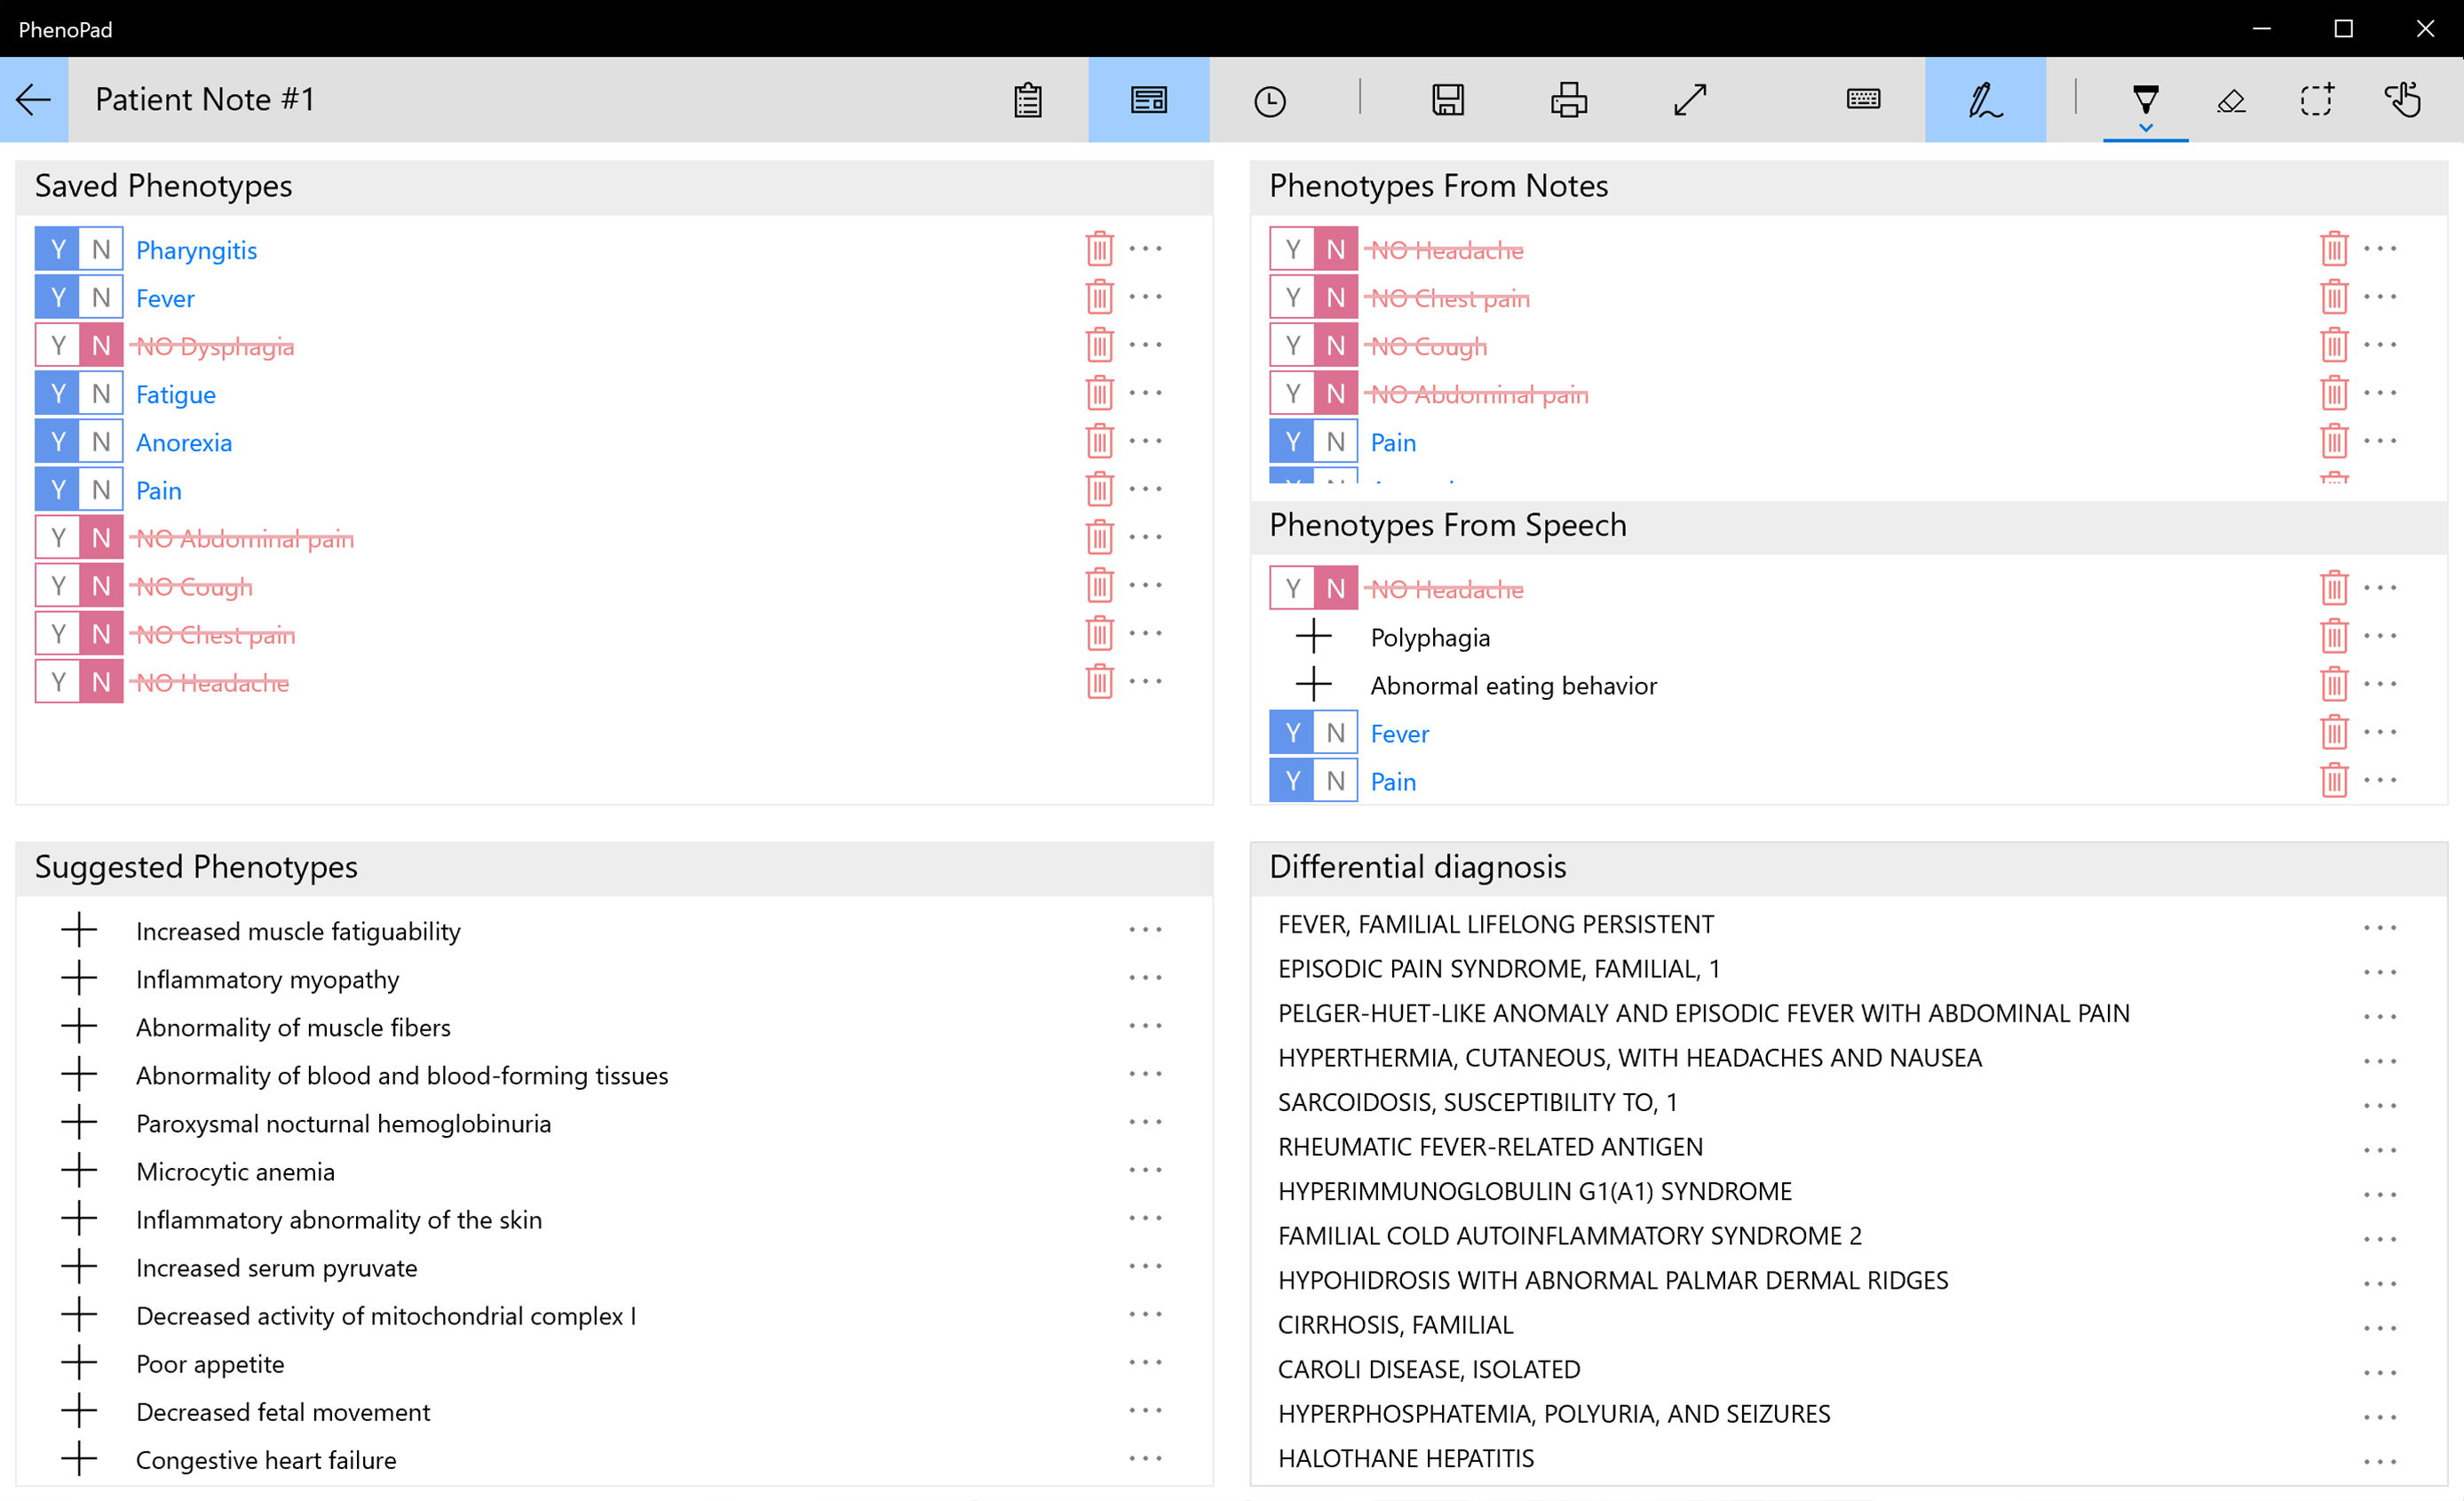 PhenoPad
Patient Note #1
Saved Phenotypes
Y N Pharyngitis
Y N Fever
Y N NO Dysphagia
Y N Fatigue
Y N Anorexia
Y N Pain
Y N NO Abdominal pain
Y N NO Cough
Y N NO Chest pain
Y N NO Headache
Phenotypes From Notes
Y N NO Headache
Y N NO Chest pain
Y N NO Cough
Y N NO Abdominal pain
Y N Pain
Phenotypes From Speech
Y N NO Headache
Polyphagia
Abnormal eating behavior
Y N Fever
Y N Pain
Suggested Phenotypes
Increased muscle fatiguability
Inflammatory myopathy
Abnormality of muscle fibers
Abnormality of blood and blood-forming tissues
Paroxysmal nocturnal hemoglobinuria
Microcytic anemia
Inflammatory abnormality of the skin
Increased serum pyruvate
Decreased activity of mitochondrial complex I
Poor appetite
Decreased fetal movement
Congestive heart failure
Differential diagnosis
FEVER, FAMILIAL LIFELONG PERSISTENT
EPISODIC PAIN SYNDROME, FAMILIAL, 1
PELGER-HUET-LIKE ANOMALY AND EPISODIC FEVER WITH ABDOMINAL PAIN
HYPERTHERMIA, CUTANEOUS, WITH HEADACHES AND NAUSEA
SARCOIDOSIS, SUSCEPTIBILITY TO, 1
RHEUMATIC FEVER-RELATED ANTIGEN
HYPERIMMUNOGLOBULIN G1(A1) SYNDROME
FAMILIAL COLD AUTOINFLAMMATORY SYNDROME 2
HYPOHIDROSIS WITH ABNORMAL PALMAR DERMAL RIDGES
CIRRHOSIS, FAMILIAL
CAROLI DISEASE, ISOLATED
HYPERPHOSPHATEMIA, POLYURIA, AND SEIZURES
HALOTHANE HEPATITIS